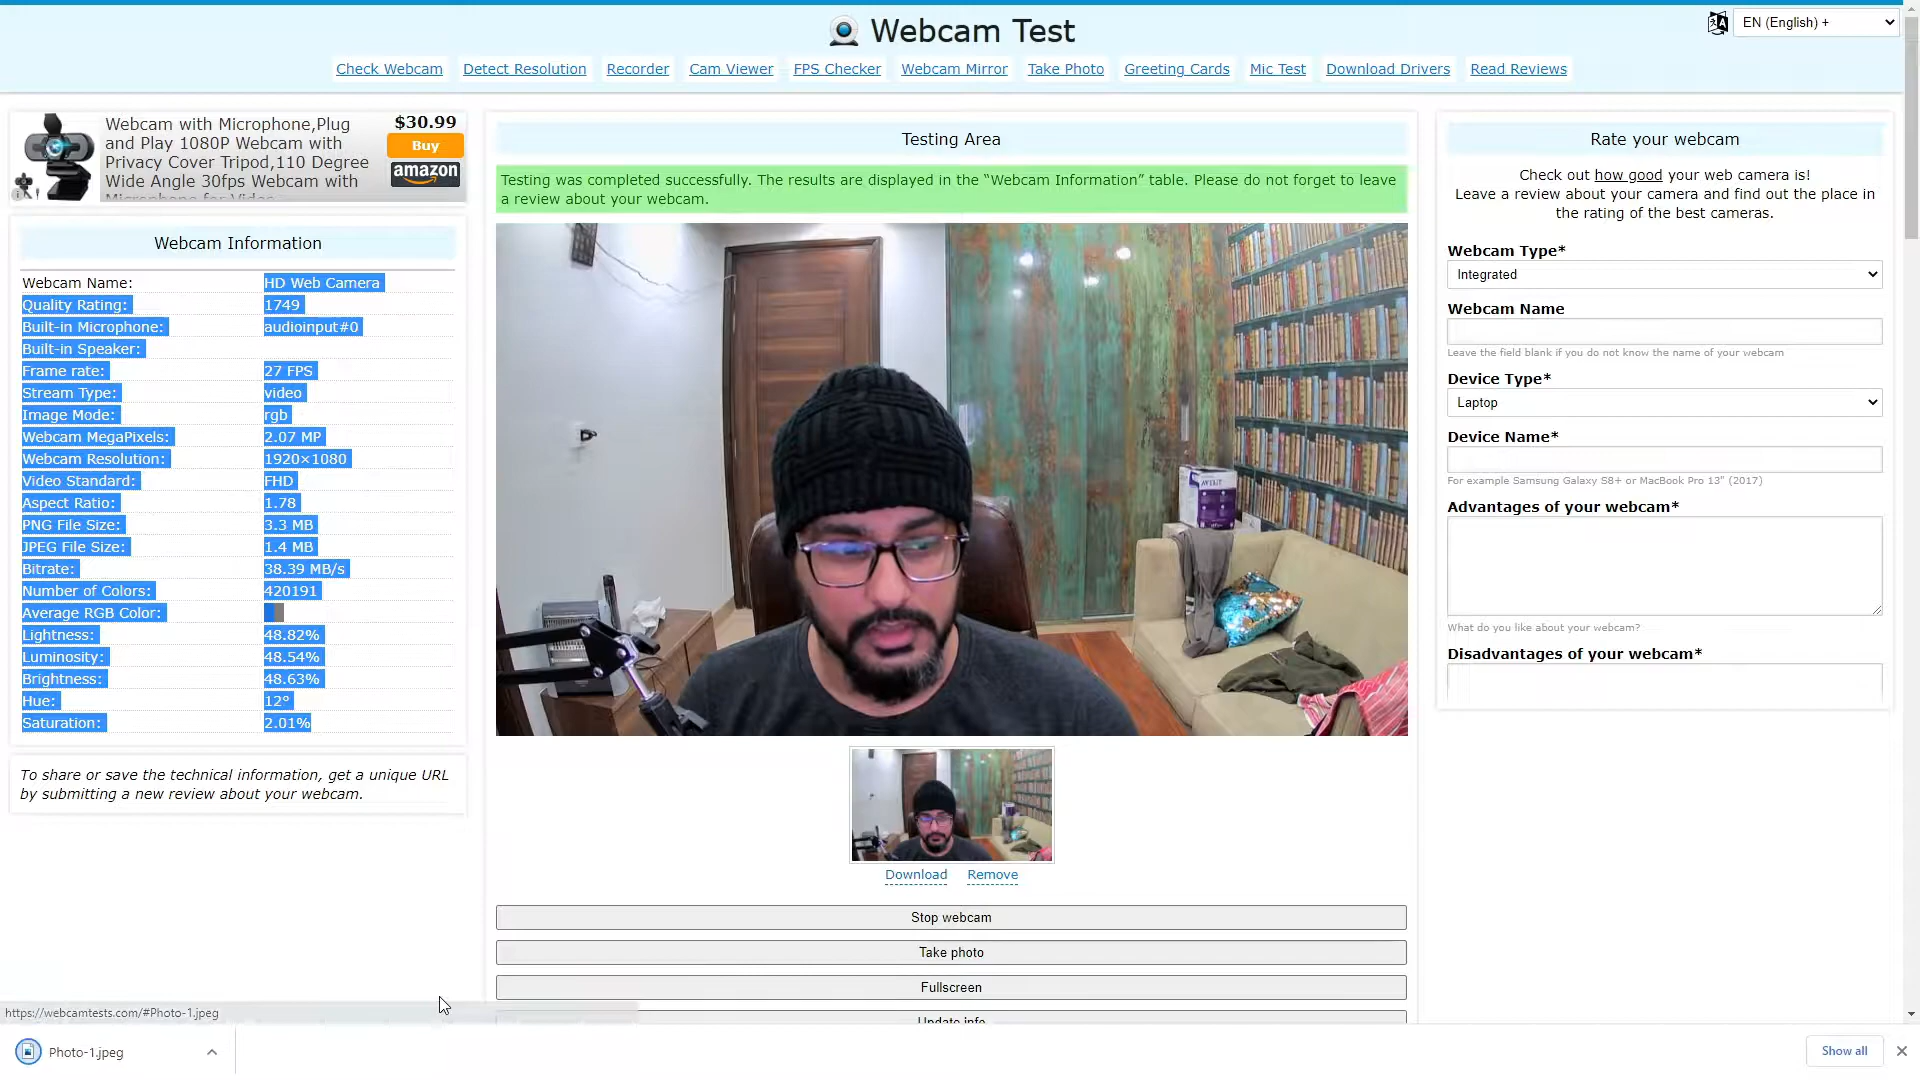 Webcam Test
EN (English) +
Check Webcam
Detect Resolution
Recorder
Cam Viewer
FPS Checker
Webcam Mirror
Take Photo
Greeting Cards
Mic Test
Download Drivers
Read Reviews
Webcam with Microphone,Plug
and Play 1080P Webcam with
Privacy Cover Tripod,110 Degree
Wide Angle 30fps Webcam with
Microphone for Video
$30.99
Buy
amazon
Webcam Information
Webcam Name: HD Web Camera
Quality Rating: 1749
Built-in Microphone: audioinput#0
Built-in Speaker:
Frame rate: 27 FPS
Stream Type: video
Image Mode: rgb
Webcam MegaPixels: 2.07 MP
Webcam Resolution: 1920×1080
Video Standard: FHD
Aspect Ratio: 1.78
PNG File Size: 3.3 MB
JPEG File Size: 1.4 MB
Bitrate: 38.39 MB/s
Number of Colors: 420191
Average RGB Color:
Lightness: 48.82%
Luminosity: 48.54%
Brightness: 48.63%
Hue: 12°
Saturation: 2.01%
To share or save the technical information, get a unique URL
by submitting a new review about your webcam.
Testing Area
Testing was completed successfully. The results are displayed in the “Webcam Information” table. Please do not forget to leave
a review about your webcam.
AVENT
Download
Remove
Stop webcam
Take photo
Fullscreen
Update info
Rate your webcam
Check out how good your web camera is!
Leave a review about your camera and find out the place in
the rating of the best cameras.
Webcam Type*
Integrated
Webcam Name
Leave the field blank if you do not know the name of your webcam
Device Type*
Laptop
Device Name*
For example Samsung Galaxy S8+ or MacBook Pro 13" (2017)
Advantages of your webcam*
What do you like about your webcam?
Disadvantages of your webcam*
https://webcamtests.com/#Photo-1.jpeg
Photo-1.jpeg
Show all